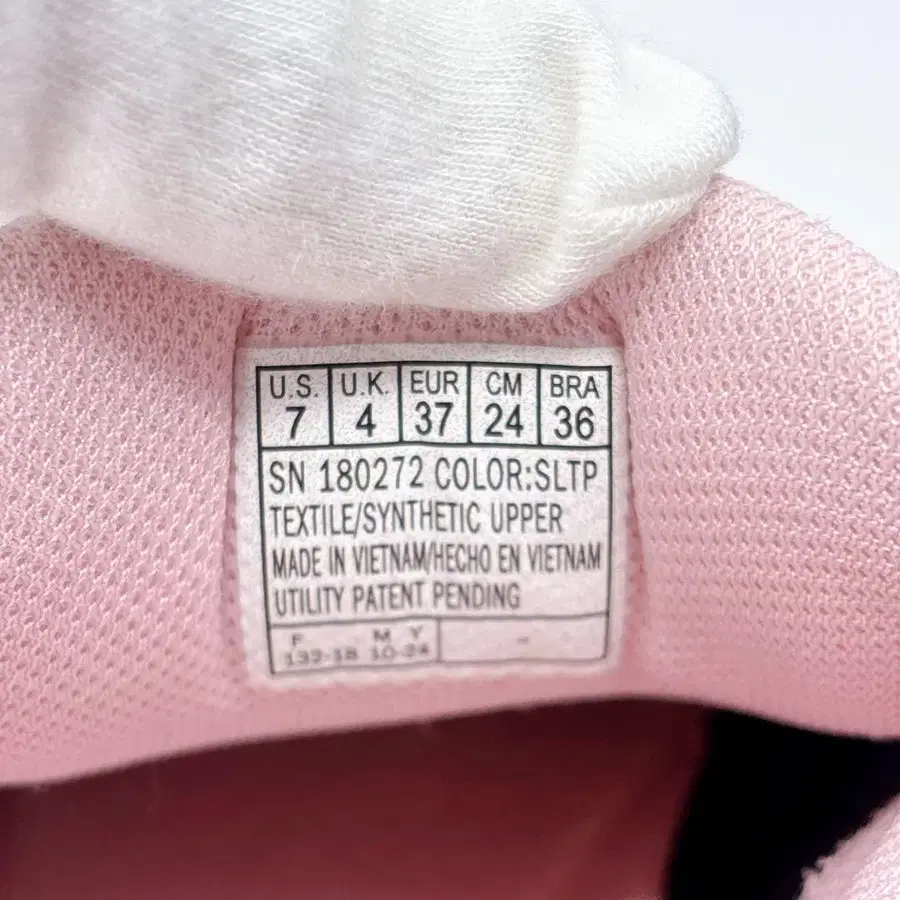 U.S. U.K. EUR CM BRA
7 4 37 24 36
SN 180272 COLOR:SLTP
TEXTILE/SYNTHETIC UPPER
MADE IN VIETNAM/HECHO EN VIETNAM
UTILITY PATENT PENDING
F M Y
10-24 -